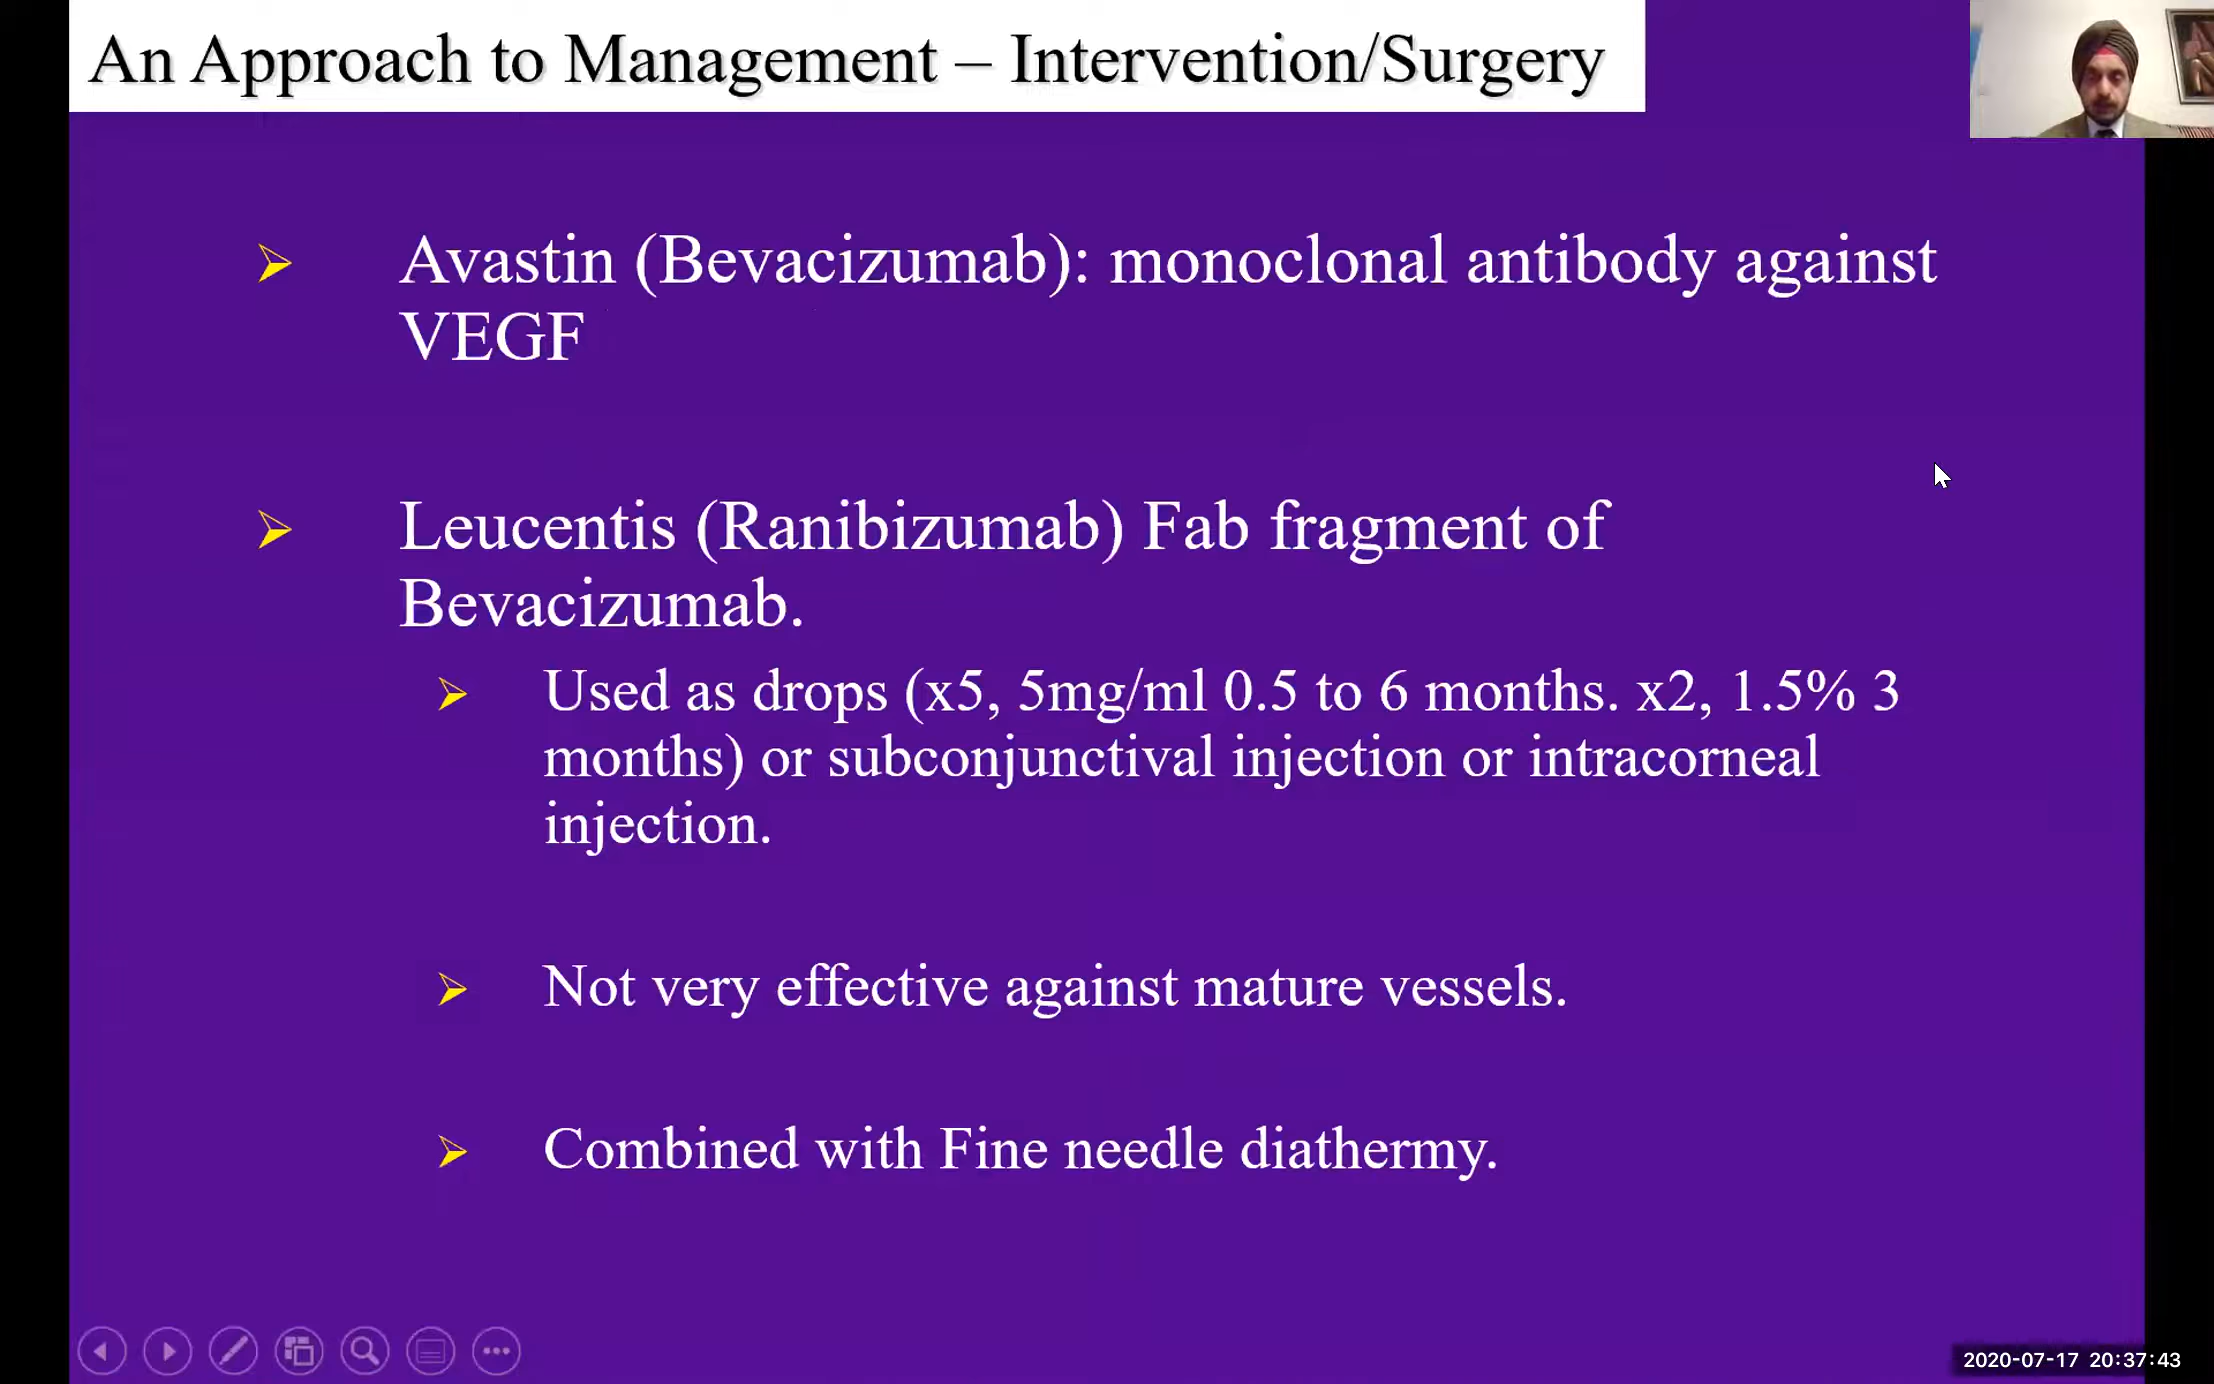 An Approach to Management – Intervention/Surgery
Avastin (Bevacizumab): monoclonal antibody against
VEGF
Leucentis (Ranibizumab) Fab fragment of
Bevacizumab.
Used as drops (x5, 5mg/ml 0.5 to 6 months. x2, 1.5% 3
months) or subconjunctival injection or intracorneal
injection.
Not very effective against mature vessels.
Combined with Fine needle diathermy.
2020-07-17 20:37:43